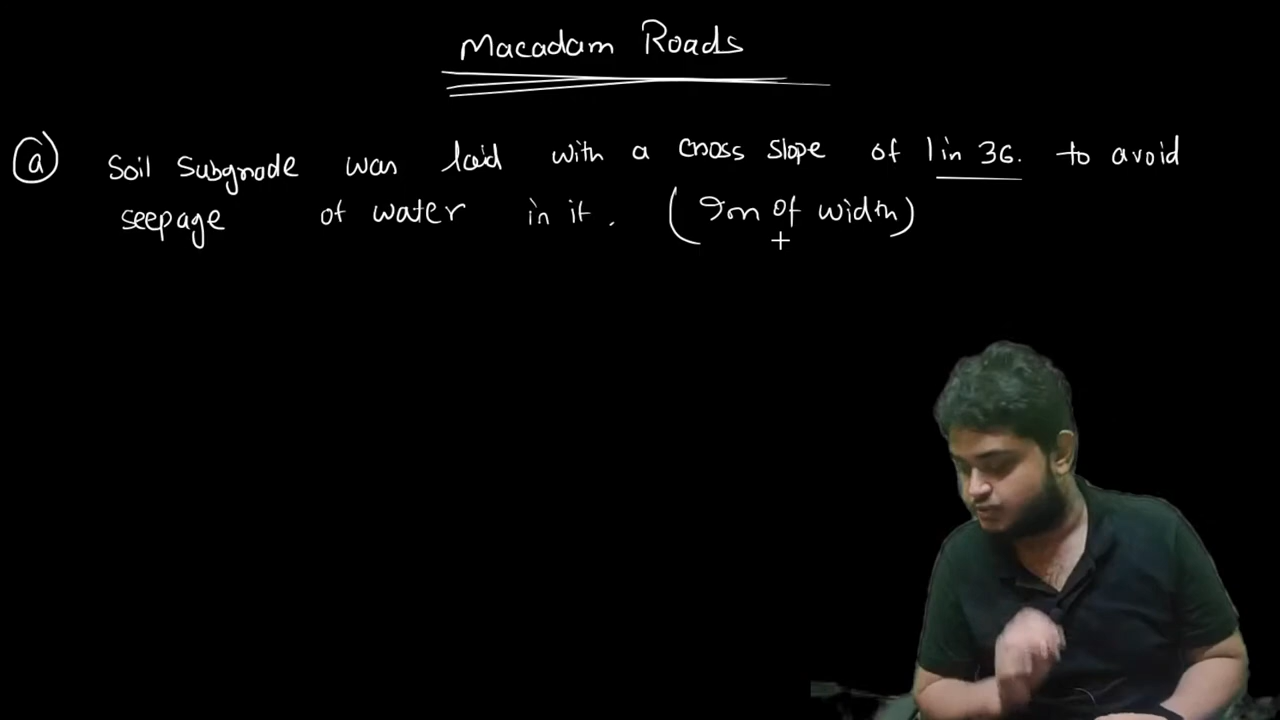 Macadam Roads
a Soil Subgrade was laid with a cross slope of 1 in 36. to avoid
seepage of water in it. (9m of width)